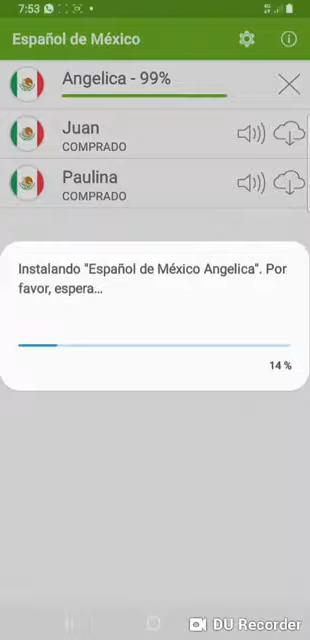 7:53
Español de México
Angelica - 99%
Juan
COMPRADO
Paulina
COMPRADO
Instalando "Español de México Angelica". Por
favor, espera...
14 %
DU Recorder